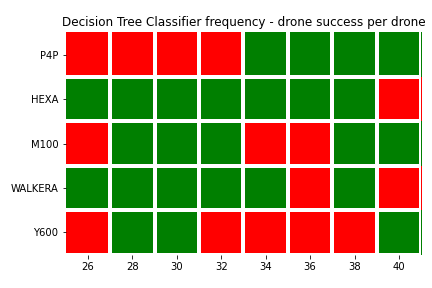 Decision Tree Classifier frequency - drone success per drone
P4P
HEXA
M100
WALKERA
Y600
26 28 30 32 34 36 38 40